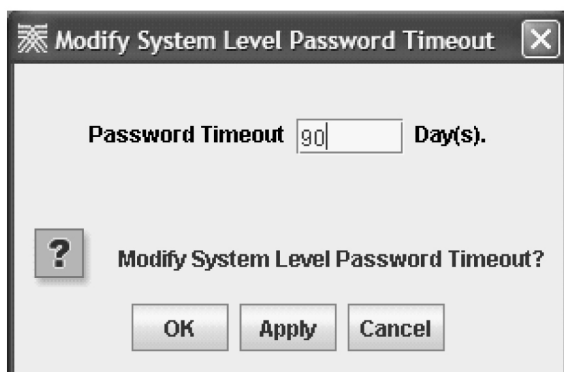 Modify System Level Password Timeout
Password Timeout 90 Day(s).
? Modify System Level Password Timeout?
OK Apply Cancel